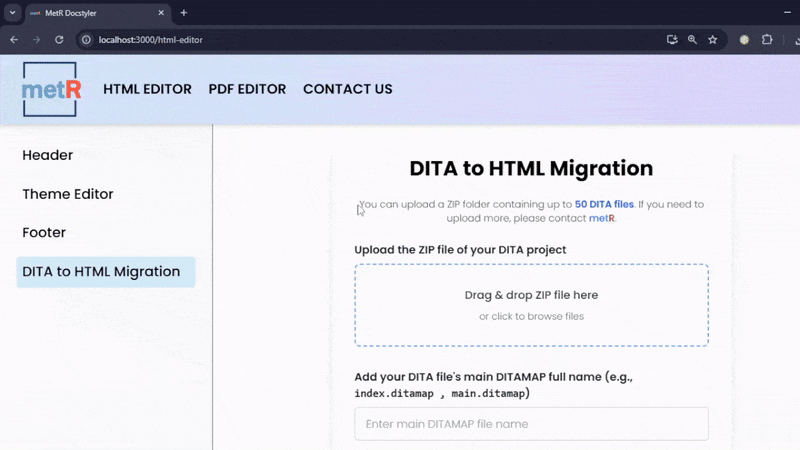 metR MetR Docstyler
localhost:3000/html-editor
metR HTML EDITOR PDF EDITOR CONTACT US
Header
Theme Editor
Footer
DITA to HTML Migration
DITA to HTML Migration
You can upload a ZIP folder containing up to 50 DITA files. If you need to
upload more, please contact metR.
Upload the ZIP file of your DITA project
Drag & drop ZIP file here
or click to browse files
Add your DITA file's main DITAMAP full name (e.g.,
index.ditamap , main.ditamap)
Enter main DITAMAP file name